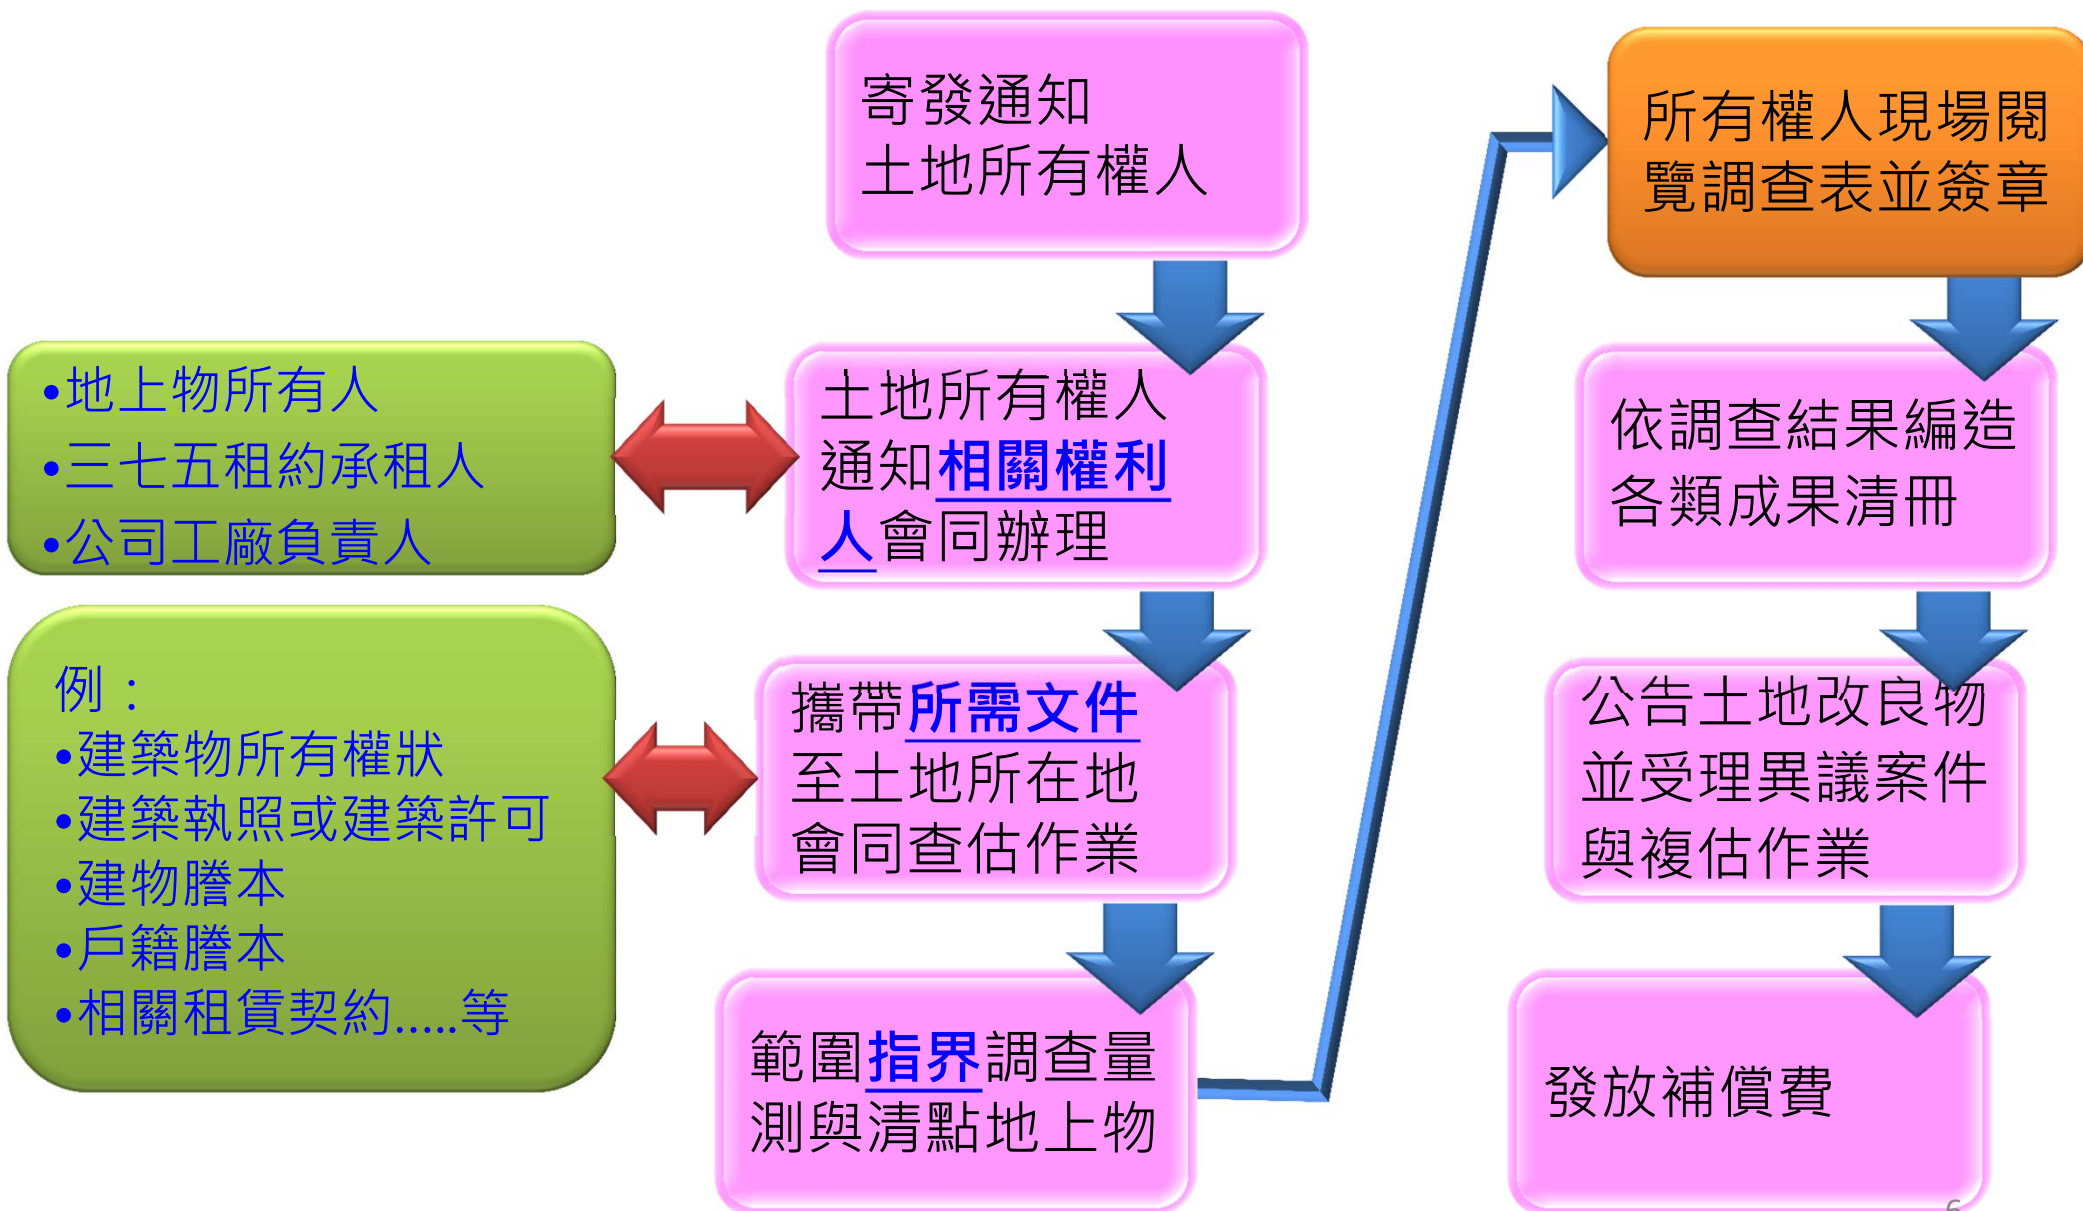 寄發通知
土地所有權人
•地上物所有人
•三七五租約承租人
•公司工廠負責人
土地所有權人
通知相關權利
人會同辦理
例：
•建築物所有權狀
•建築執照或建築許可
•建物謄本
•戶籍謄本
•相關租賃契約.....等
攜帶所需文件
至土地所在地
會同查估作業
範圍指界調查量
測與清點地上物
所有權人現場閱
覽調查表並簽章
依調查結果編造
各類成果清冊
公告土地改良物
並受理異議案件
與複估作業
發放補償費
6